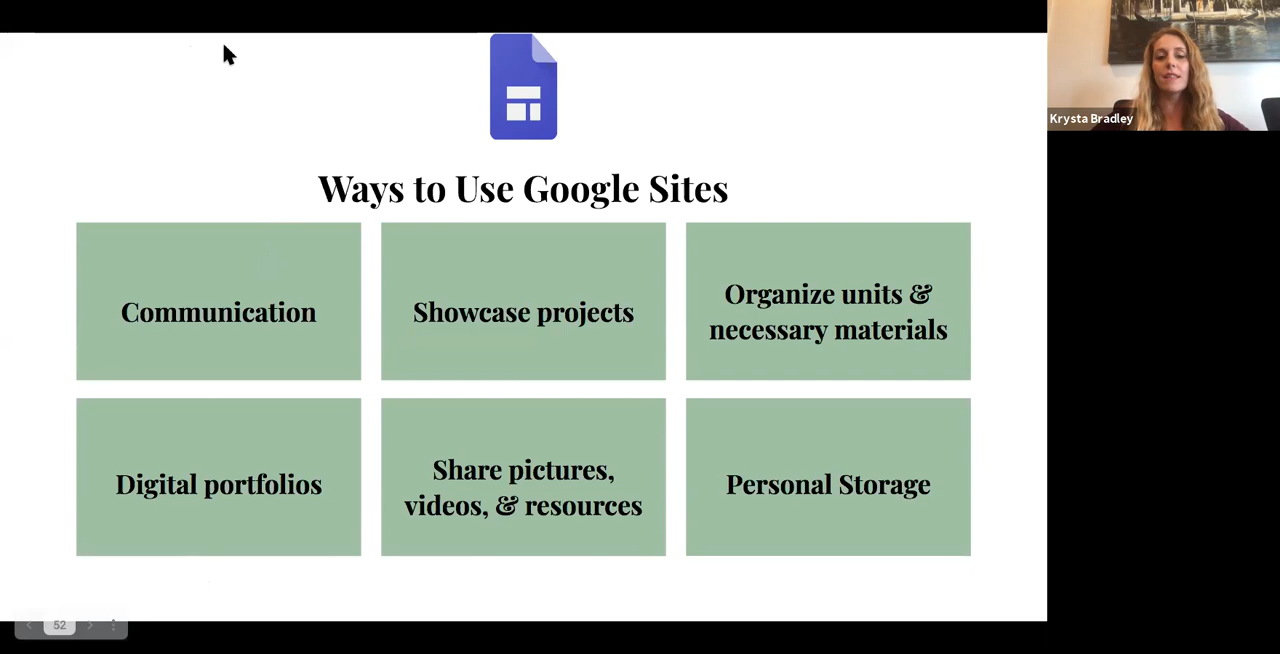 Krysta Bradley
Ways to Use Google Sites
Communication
Showcase projects
Organize units &
necessary materials
Digital portfolios
Share pictures,
videos, & resources
Personal Storage
52